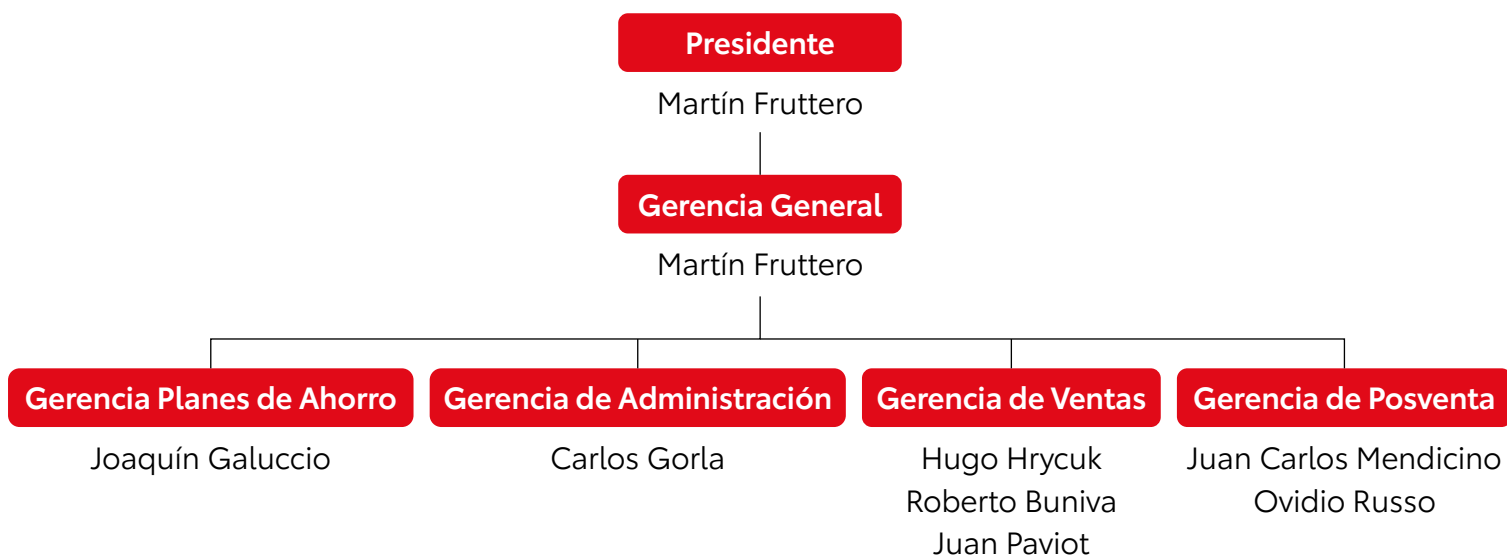 Presidente
Martín Fruttero
Gerencia General
Martín Fruttero
Gerencia Planes de Ahorro
Joaquín Galuccio
Gerencia de Administración
Carlos Gorla
Gerencia de Ventas
Hugo Hrycuk
Roberto Buniva
Juan Paviot
Gerencia de Posventa
Juan Carlos Mendicino
Ovidio Russo